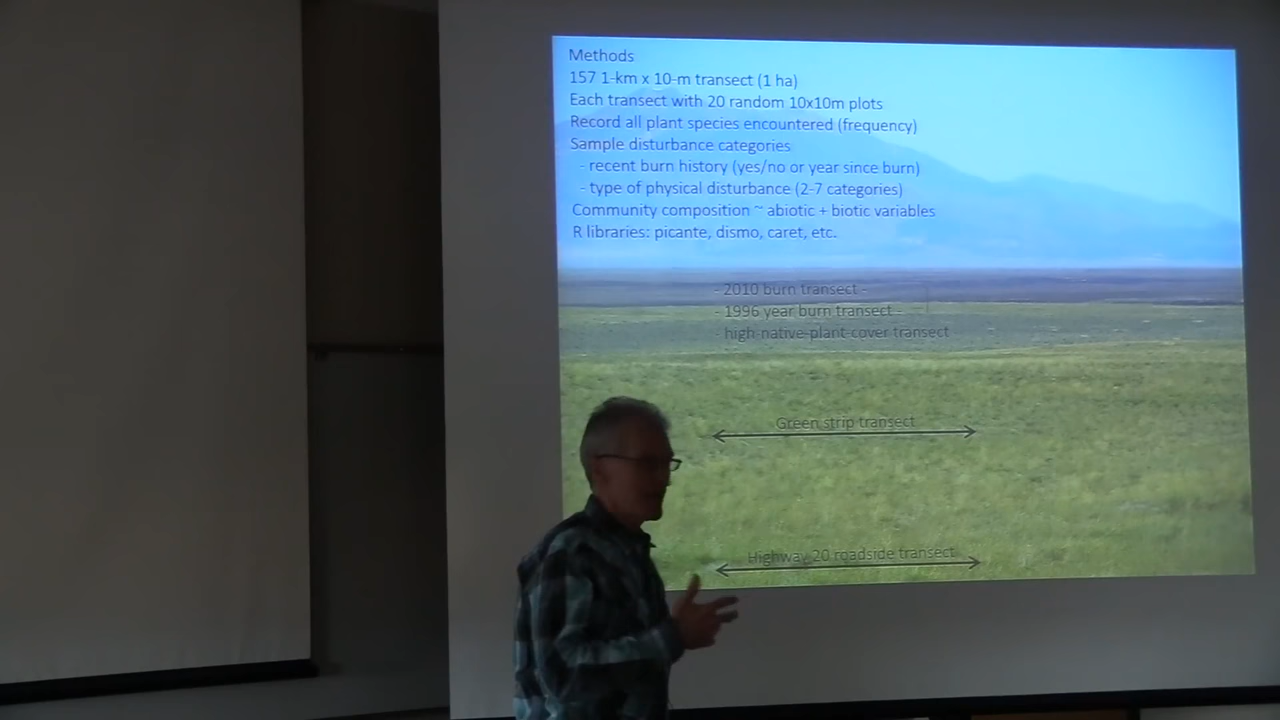 Methods
157 1-km x 10-m transect (1 ha)
Each transect with 20 random 10x10m plots
Record all plant species encountered (frequency)
Sample disturbance categories
- recent burn history (yes/no or year since burn)
- type of physical disturbance (2-7 categories)
Community composition ~ abiotic + biotic variables
R libraries: picante, dismo, caret, etc.
- 2010 burn transect -
- 1996 year burn transect -
- high-native-plant-cover transect
Green strip transect
Highway 20 roadside transect